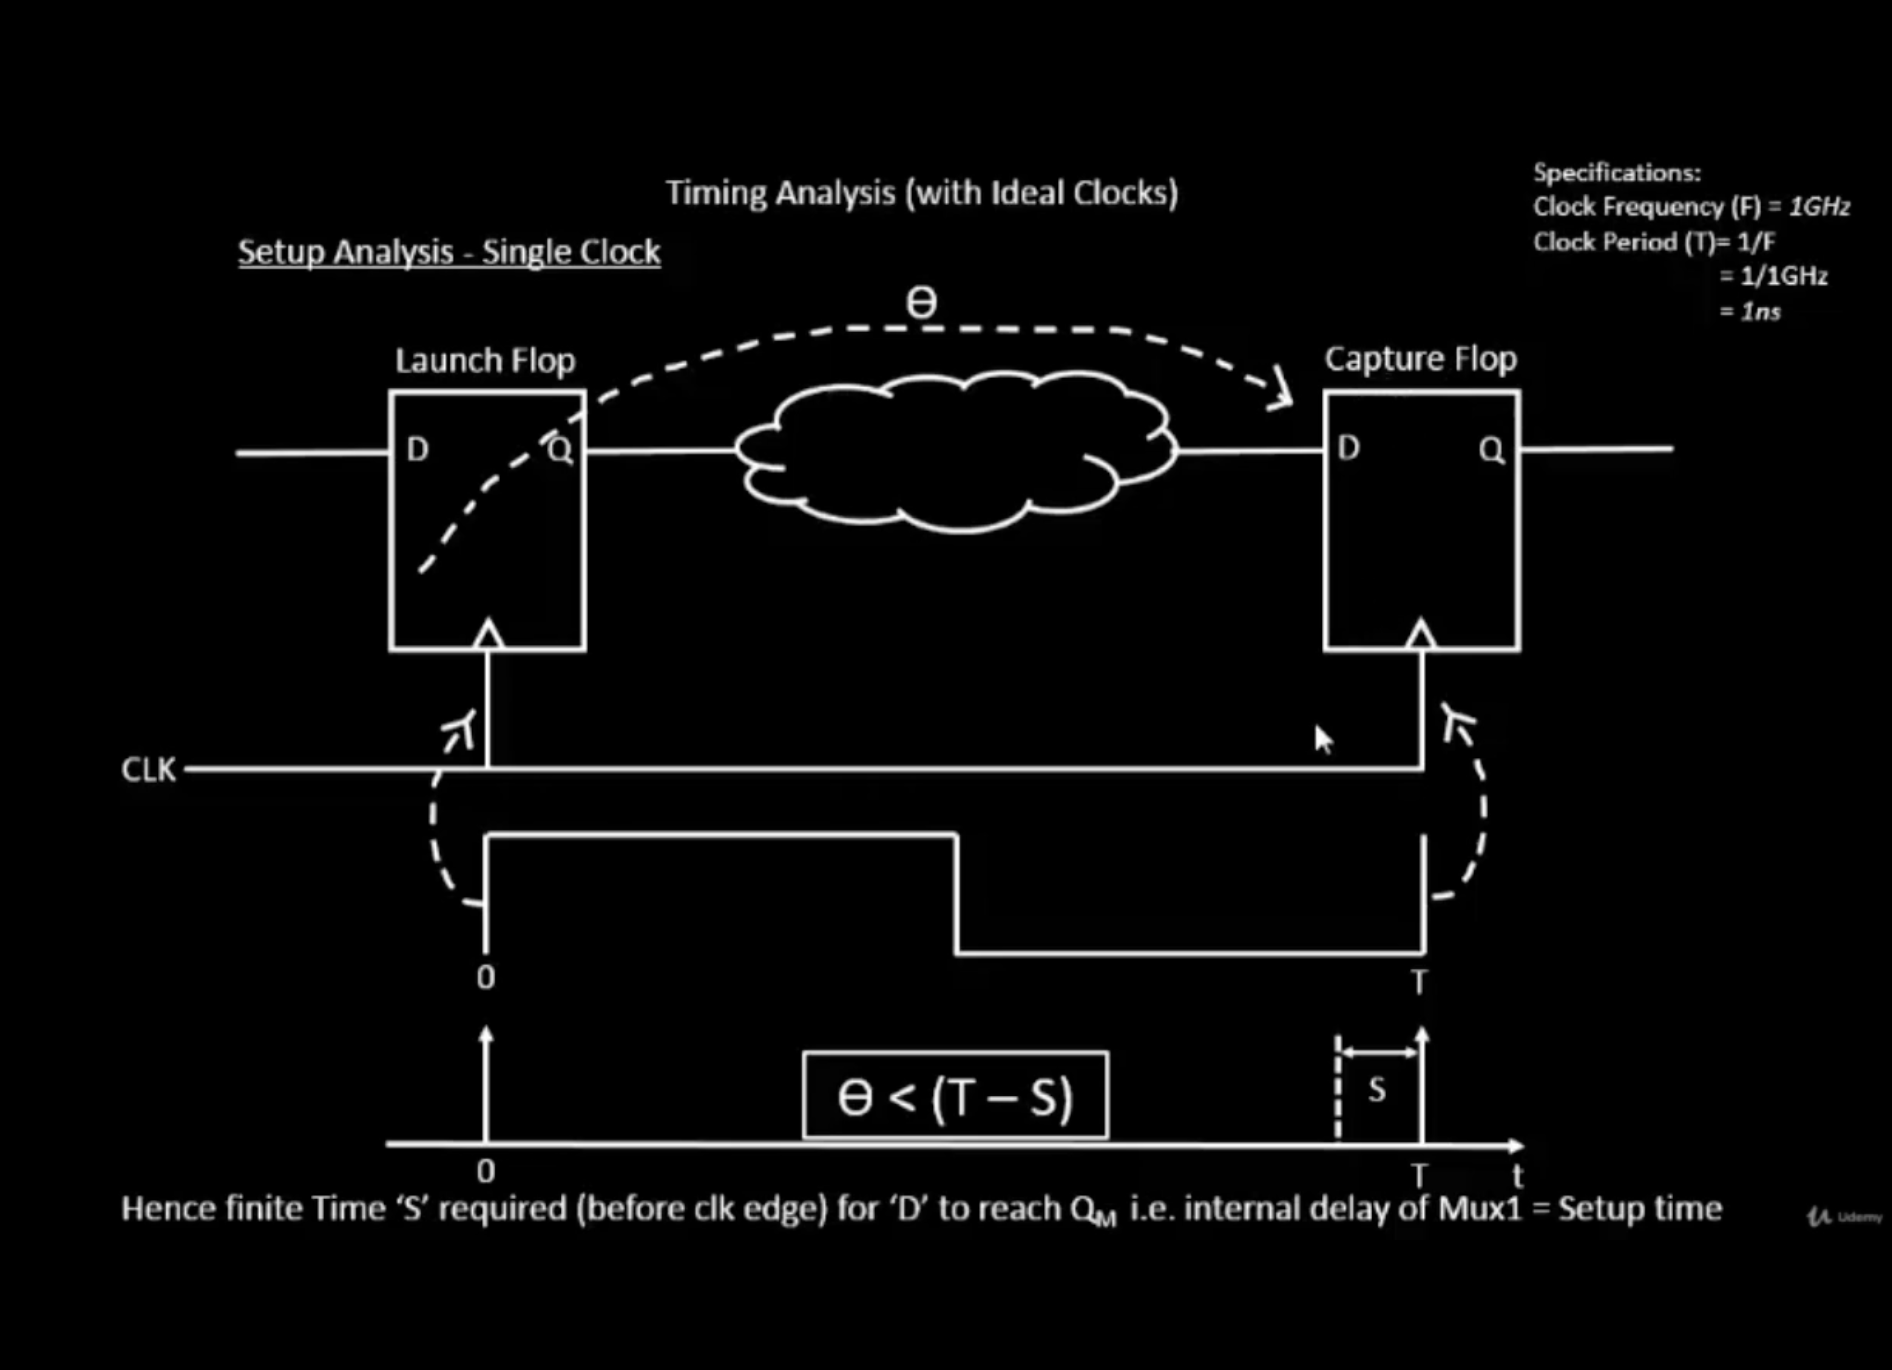 Timing Analysis (with Ideal Clocks)
Specifications:
Clock Frequency (F) = 1GHz
Clock Period (T)= 1/F
= 1/1GHz
= 1ns
Setup Analysis - Single Clock
Ɵ
Launch Flop
Capture Flop
D
Q
D
Q
CLK
0
T
Ɵ < (T – S)
S
0
T
t
Hence finite Time ‘S’ required (before clk edge) for ‘D’ to reach QM i.e. internal delay of Mux1 = Setup time
Udemy